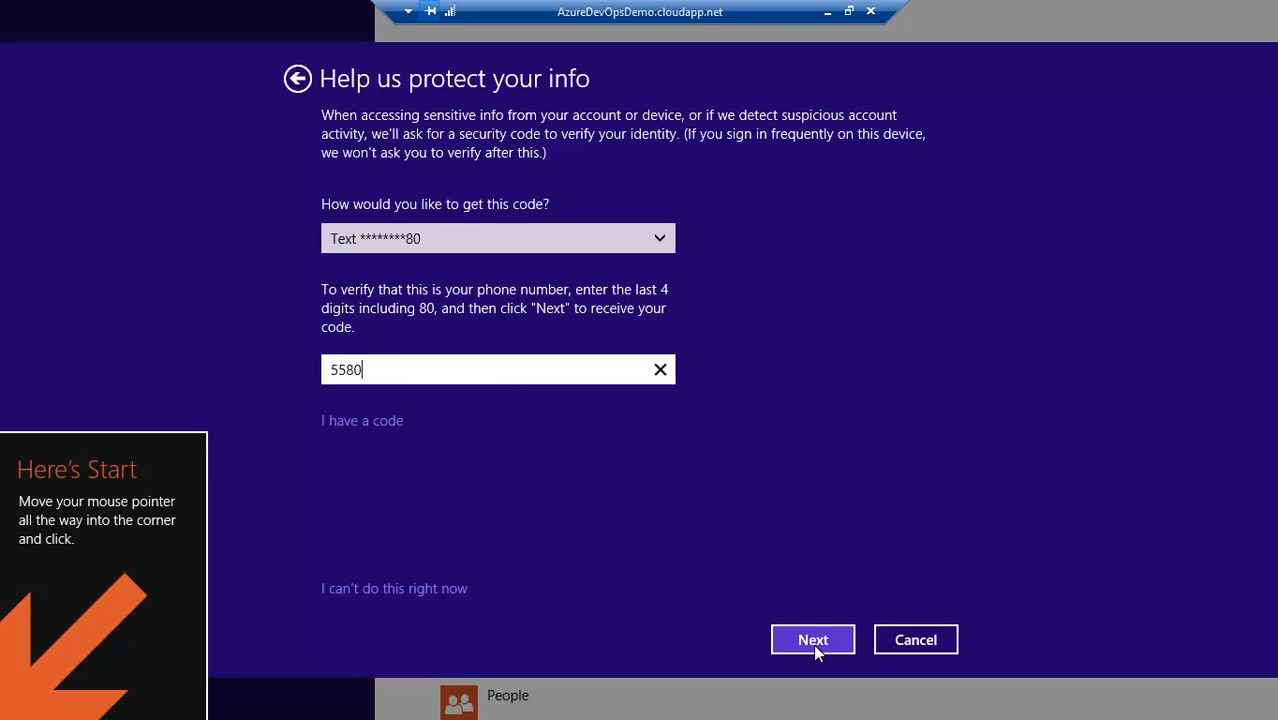 AzureDevOpsDemo.cloudapp.net
Help us protect your info
When accessing sensitive info from your account or device, or if we detect suspicious account
activity, we'll ask for a security code to verify your identity. (If you sign in frequently on this device,
we won't ask you to verify after this.)
How would you like to get this code?
Text ********80
To verify that this is your phone number, enter the last 4
digits including 80, and then click "Next" to receive your
code.
5580
I have a code
Here's Start
Move your mouse pointer
all the way into the corner
and click.
I can't do this right now
Next
Cancel
People